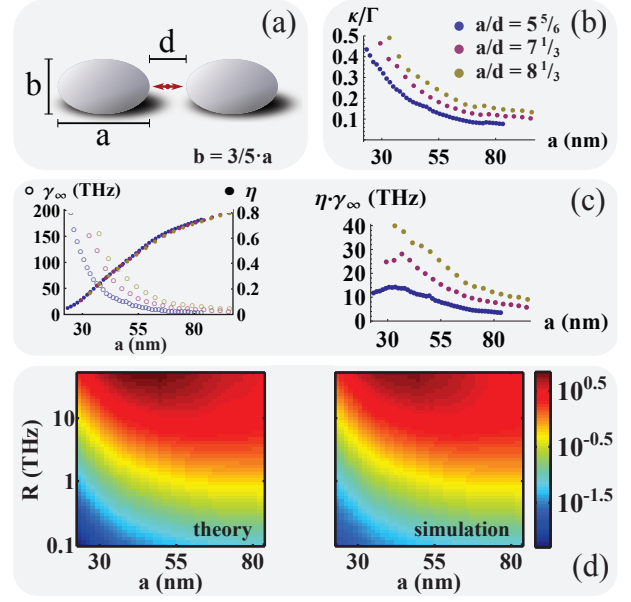 (a)
d
b
a
b = 3/5·a
κ/Γ
(b)
a/d = 5 5/6
a/d = 7 1/3
a/d = 8 1/3
0.5
0.4
0.3
0.2
0.1
30 55 80
a (nm)
γ∞ (THz)
η
200
150
100
50
0
0.8
0.6
0.4
0.2
0
30 55 80
a (nm)
η·γ∞ (THz)
(c)
40
30
20
10
0
30 55 80
a (nm)
R (THz)
10
1
0.1
theory
30 55 80
a (nm)
simulation
30 55 80
a (nm)
10^0.5
10^-0.5
10^-1.5
(d)